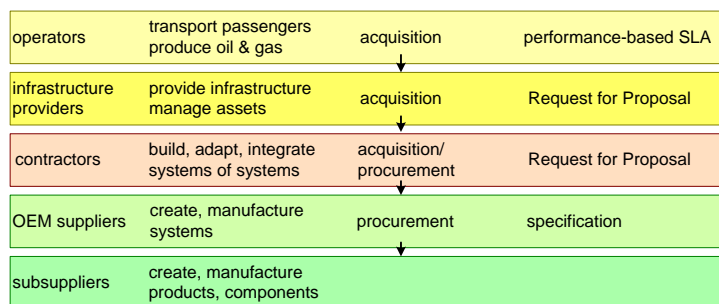 operators transport passengers produce oil & gas acquisition performance-based SLA
infrastructure providers provide infrastructure manage assets acquisition Request for Proposal
contractors build, adapt, integrate systems of systems acquisition/ procurement Request for Proposal
OEM suppliers create, manufacture systems procurement specification
subsuppliers create, manufacture products, components